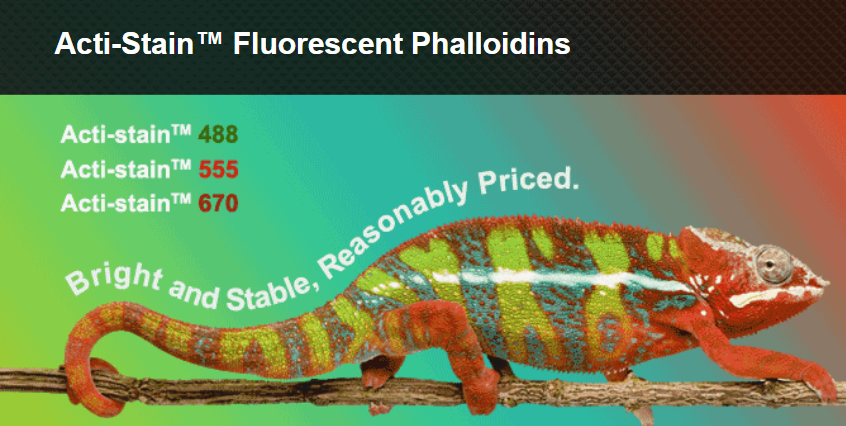 Acti-Stain™ Fluorescent Phalloidins
Acti-stain™ 488
Acti-stain™ 555
Acti-stain™ 670
Bright and Stable, Reasonably Priced.